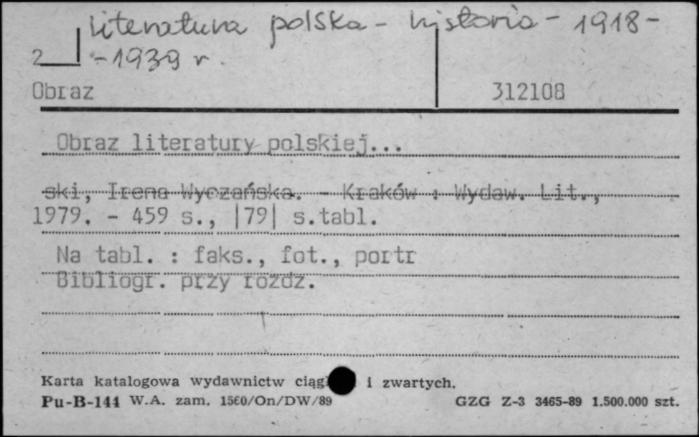 literatura polska - historia - 1918 -
2 - 1939 r.
Obraz 312108
Obraz literatury polskiej...
ski, Irena Wyczańska. - Kraków : Wydaw. Lit.,
1979. - 459 s., |79| s.tabl.
Na tabl. : faks., fot., portr
Bibliogr. przy rozdz.
Karta katalogowa wydawnictw ciągł i zwartych.
Pu-B-144 W.A. zam. 1560/On/DW/89 GZG Z-3 3465-89 1.500.000 szt.